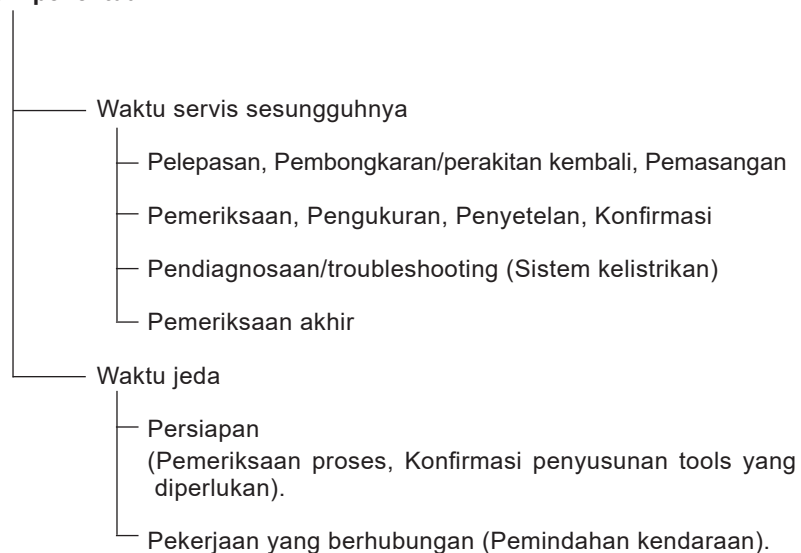 Waktu servis sesungguhnya
Pelepasan, Pembongkaran/perakitan kembali, Pemasangan
Pemeriksaan, Pengukuran, Penyetelan, Konfirmasi
Pendiagnosaan/troubleshooting (Sistem kelistrikan)
Pemeriksaan akhir
Waktu jeda
Persiapan
(Pemeriksaan proses, Konfirmasi penyusunan tools yang
diperlukan).
Pekerjaan yang berhubungan (Pemindahan kendaraan).